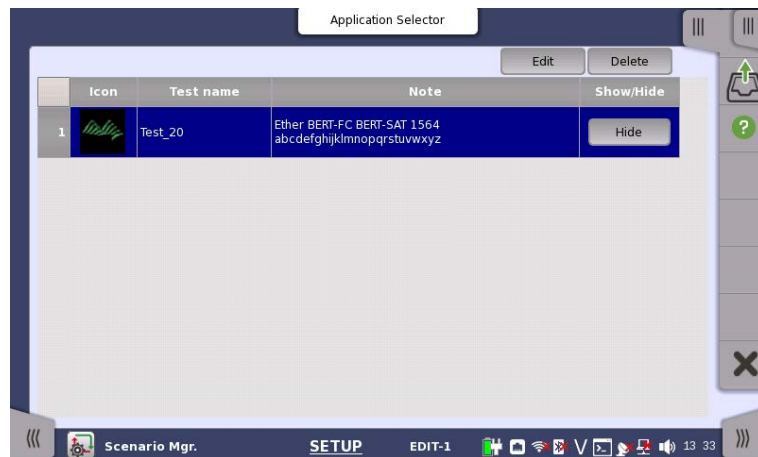 Application Selector
Edit
Delete
Icon
Test name
Note
Show/Hide
1
Test_20
Ether BERT-FC BERT-SAT 1564
abcdefghijklmnopqrstuvwxyz
Hide
?
Scenario Mgr.
SETUP
EDIT-1
13 33